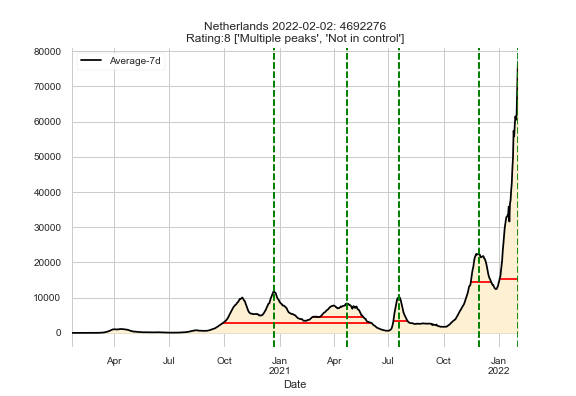 Netherlands 2022-02-02: 4692276
Rating:8 ['Multiple peaks', 'Not in control']
Average-7d
80000
70000
60000
50000
40000
30000
20000
10000
0
Apr Jul Oct Jan Apr Jul Oct Jan
2021 2022
Date